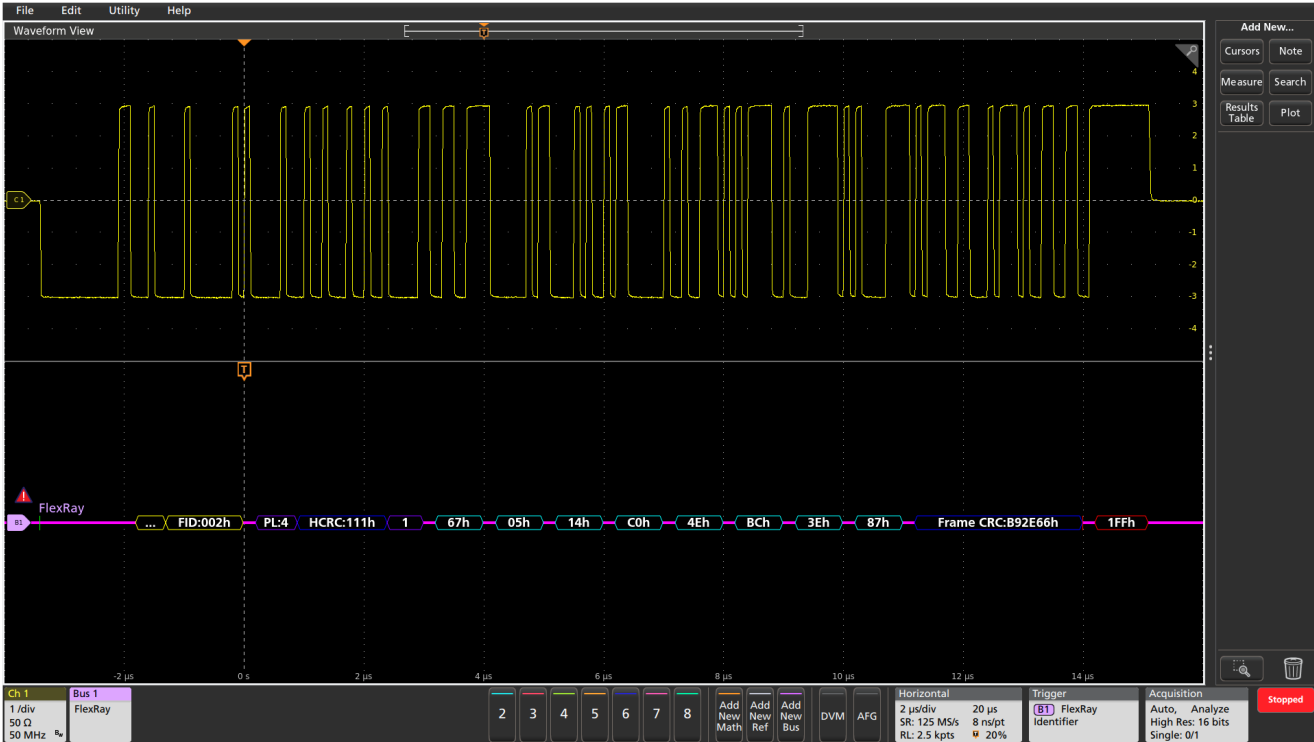 File Edit Utility Help
Waveform View
Add New...
Cursors Note
Measure Search
Results Table Plot
T
4
3
2
1
0
-1
-2
-3
-4
C 1
T
FlexRay
B1 ... FID:002h PL:4 HCRC:111h 1 67h 05h 14h C0h 4Eh BCh 3Eh 87h Frame CRC:B92E66h 1FFh
-2 µs 0 s 2 µs 4 µs 6 µs 8 µs 10 µs 12 µs 14 µs
Ch 1
1 /div
50 Ω
50 MHz Bw
Bus 1
FlexRay
2 3 4 5 6 7 8
Add New Math
Add New Ref
Add New Bus
DVM AFG
Horizontal
2 µs/div 20 µs
SR: 125 MS/s 8 ns/pt
RL: 2.5 kpts T 20%
Trigger
B1 FlexRay
Identifier
Acquisition
Auto, Analyze
High Res: 16 bits
Single: 0/1
Stopped